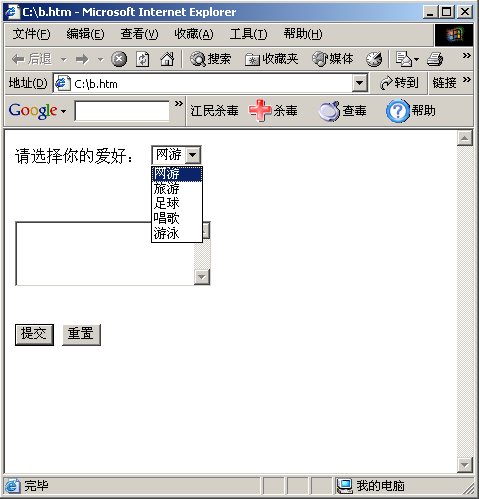 C:\b.htm - Microsoft Internet Explorer
文件(F) 编辑(E) 查看(V) 收藏(A) 工具(T) 帮助(H)
后退 搜索 收藏夹 媒体 »
地址(D) C:\b.htm 转到 链接 »
Google » 江民杀毒 杀毒 查毒 帮助
请选择你的爱好： 网游
网游
旅游
足球
唱歌
游泳
提交 重置
完毕 我的电脑